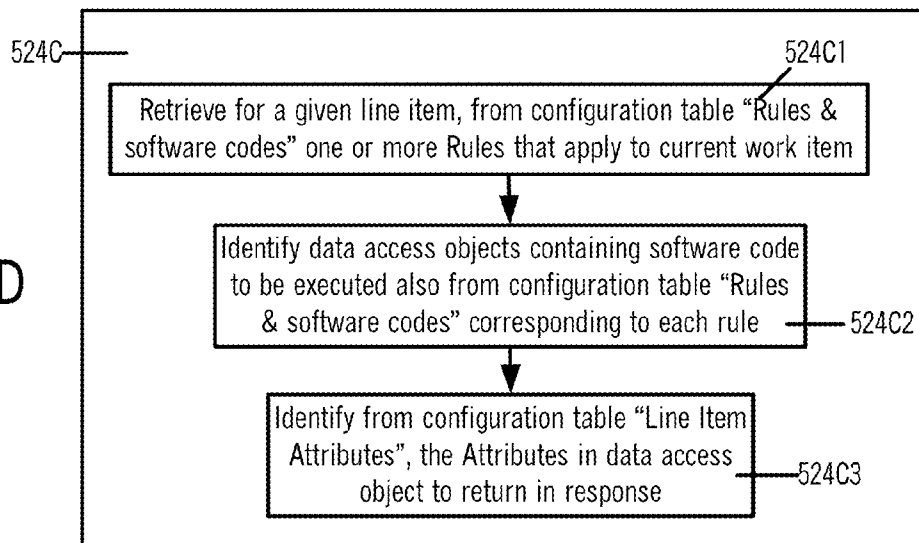 524C
524C1
Retrieve for a given line item, from configuration table “Rules &
software codes” one or more Rules that apply to current work item
Identify data access objects containing software code
to be executed also from configuration table “Rules
& software codes” corresponding to each rule
524C2
D
Identify from configuration table “Line Item
Attributes”, the Attributes in data access
object to return in response
524C3